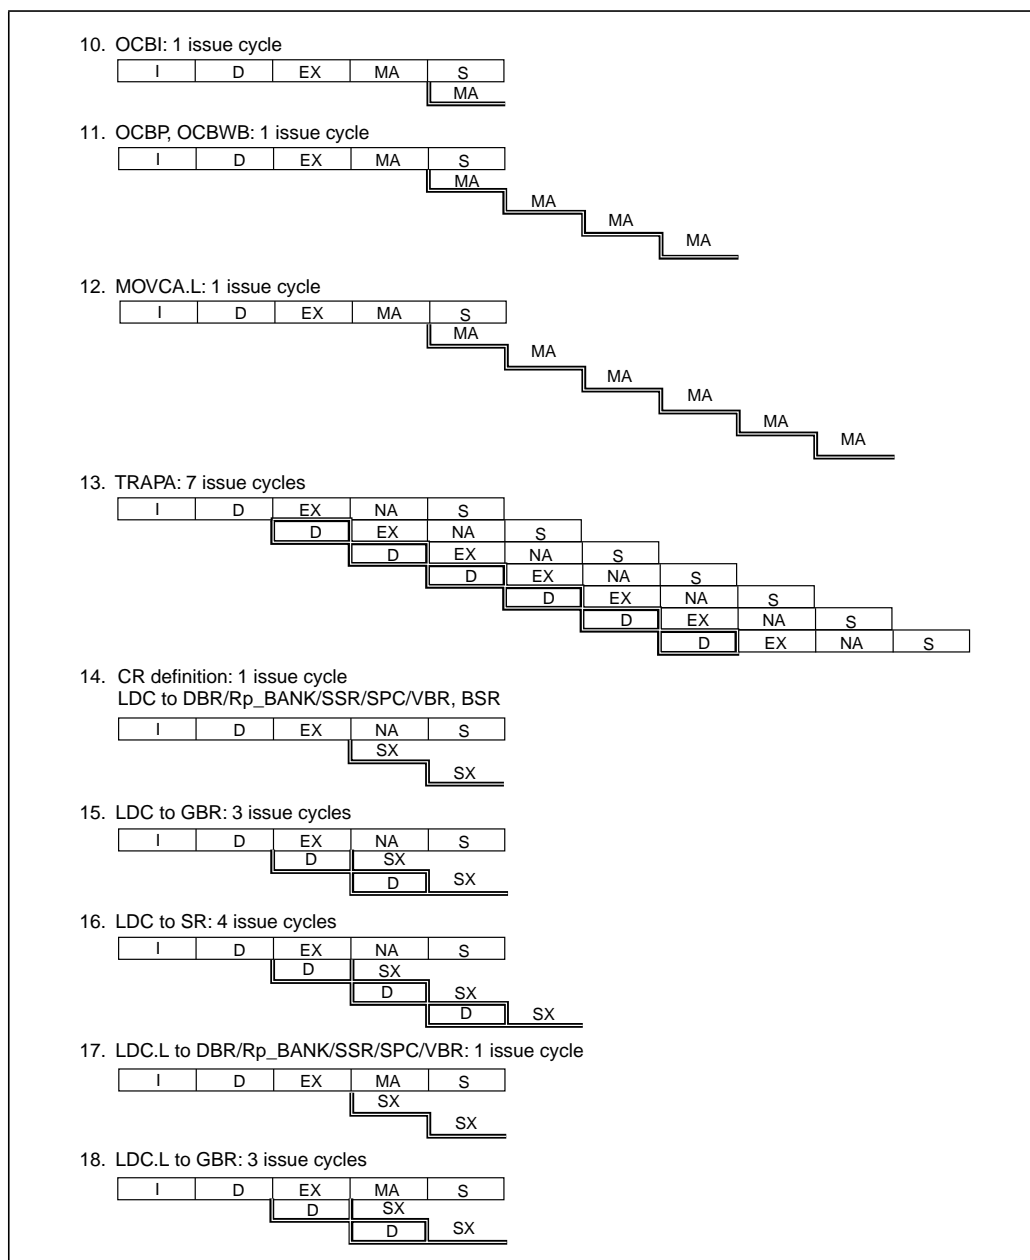 10. OCBI: 1 issue cycle
I D EX MA S
MA
11. OCBP, OCBWB: 1 issue cycle
I D EX MA S
MA
MA
MA
MA
12. MOVCA.L: 1 issue cycle
I D EX MA S
MA
MA
MA
MA
MA
MA
13. TRAPA: 7 issue cycles
I D EX NA S
D EX NA S
D EX NA S
D EX NA S
D EX NA S
D EX NA S
D EX NA S
14. CR definition: 1 issue cycle
LDC to DBR/Rp_BANK/SSR/SPC/VBR, BSR
I D EX NA S
SX
SX
15. LDC to GBR: 3 issue cycles
I D EX NA S
D SX
D SX
16. LDC to SR: 4 issue cycles
I D EX NA S
D SX
D SX
D SX
17. LDC.L to DBR/Rp_BANK/SSR/SPC/VBR: 1 issue cycle
I D EX MA S
SX
SX
18. LDC.L to GBR: 3 issue cycles
I D EX MA S
D SX
D SX